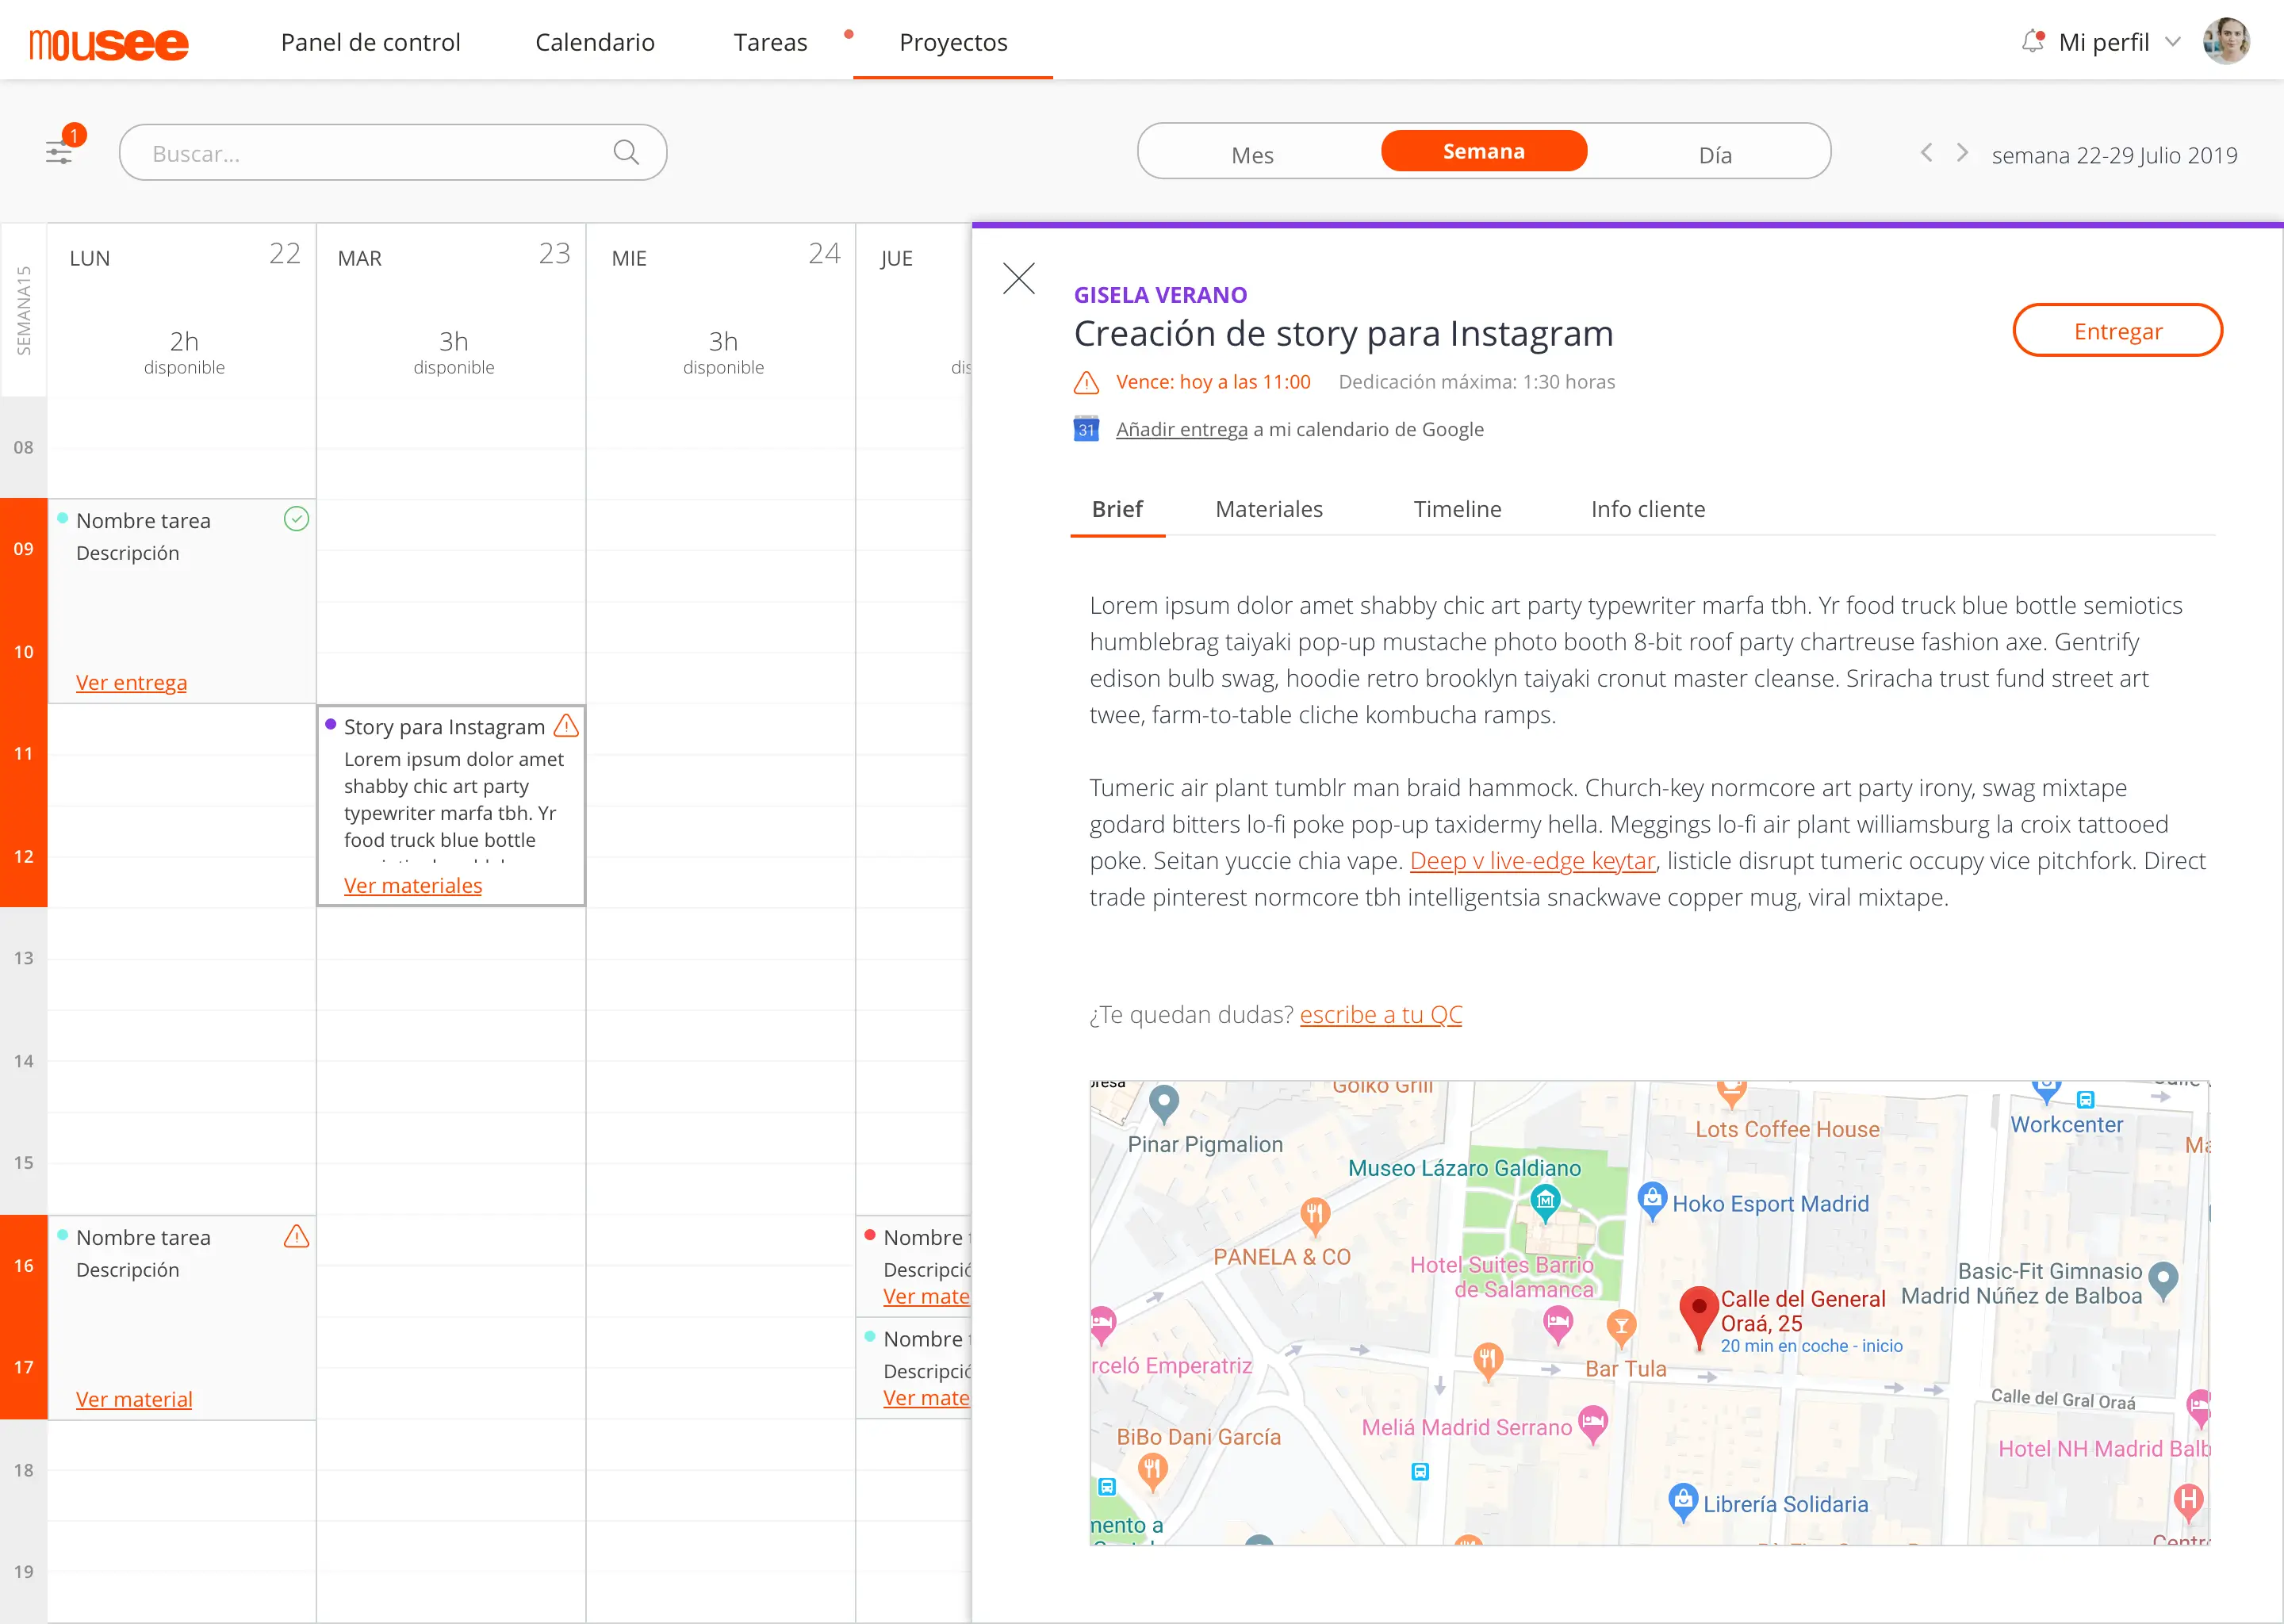 mousee
Panel de control
Calendario
Tareas
Proyectos
Mi perfil
1
Buscar...
Mes
Semana
Día
semana 22-29 Julio 2019
SEMANA15
LUN 22
2h
disponible
MAR 23
3h
disponible
MIE 24
3h
disponible
JUE
08
09
10
11
12
13
14
15
16
17
18
19
Nombre tarea
Descripción
Ver entrega
Story para Instagram
Lorem ipsum dolor amet
shabby chic art party
typewriter marfa tbh. Yr
food truck blue bottle
Ver materiales
Nombre tarea
Descripción
Ver material
Nombre
Descripció
Ver mate
Nombre
Descripció
Ver mate
GISELA VERANO
Creación de story para Instagram
Entregar
Vence: hoy a las 11:00
Dedicación máxima: 1:30 horas
31
Añadir entrega a mi calendario de Google
Brief
Materiales
Timeline
Info cliente
Lorem ipsum dolor amet shabby chic art party typewriter marfa tbh. Yr food truck blue bottle semiotics
humblebrag taiyaki pop-up mustache photo booth 8-bit roof party chartreuse fashion axe. Gentrify
edison bulb swag, hoodie retro brooklyn taiyaki cronut master cleanse. Sriracha trust fund street art
twee, farm-to-table cliche kombucha ramps.
Tumeric air plant tumblr man braid hammock. Church-key normcore art party irony, swag mixtape
godard bitters lo-fi poke pop-up taxidermy hella. Meggings lo-fi air plant williamsburg la croix tattooed
poke. Seitan yuccie chia vape. Deep v live-edge keytar, listicle disrupt tumeric occupy vice pitchfork. Direct
trade pinterest normcore tbh intelligentsia snackwave copper mug, viral mixtape.
¿Te quedan dudas? escribe a tu QC
Goiko Grill
Pinar Pigmalion
Lots Coffee House
Workcenter
Museo Lázaro Galdiano
Hoko Esport Madrid
PANELA & CO
Hotel Suites Barrio
de Salamanca
Basic-Fit Gimnasio
Madrid Núñez de Balboa
Calle del General
Oraá, 25
20 min en coche - inicio
rceló Emperatriz
Bar Tula
Calle del Gral Oraá
Meliá Madrid Serrano
BiBo Dani García
Hotel NH Madrid Balb
Librería Solidaria
H
mento a